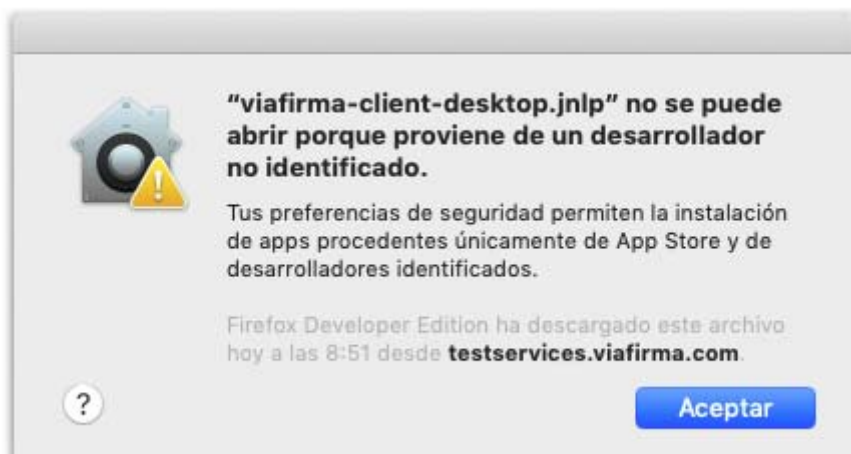 “viafirma-client-desktop.jnlp” no se puede
abrir porque proviene de un desarrollador
no identificado.
Tus preferencias de seguridad permiten la instalación
de apps procedentes únicamente de App Store y de
desarrolladores identificados.
Firefox Developer Edition ha descargado este archivo
hoy a las 8:51 desde testservices.viafirma.com.
?
Aceptar